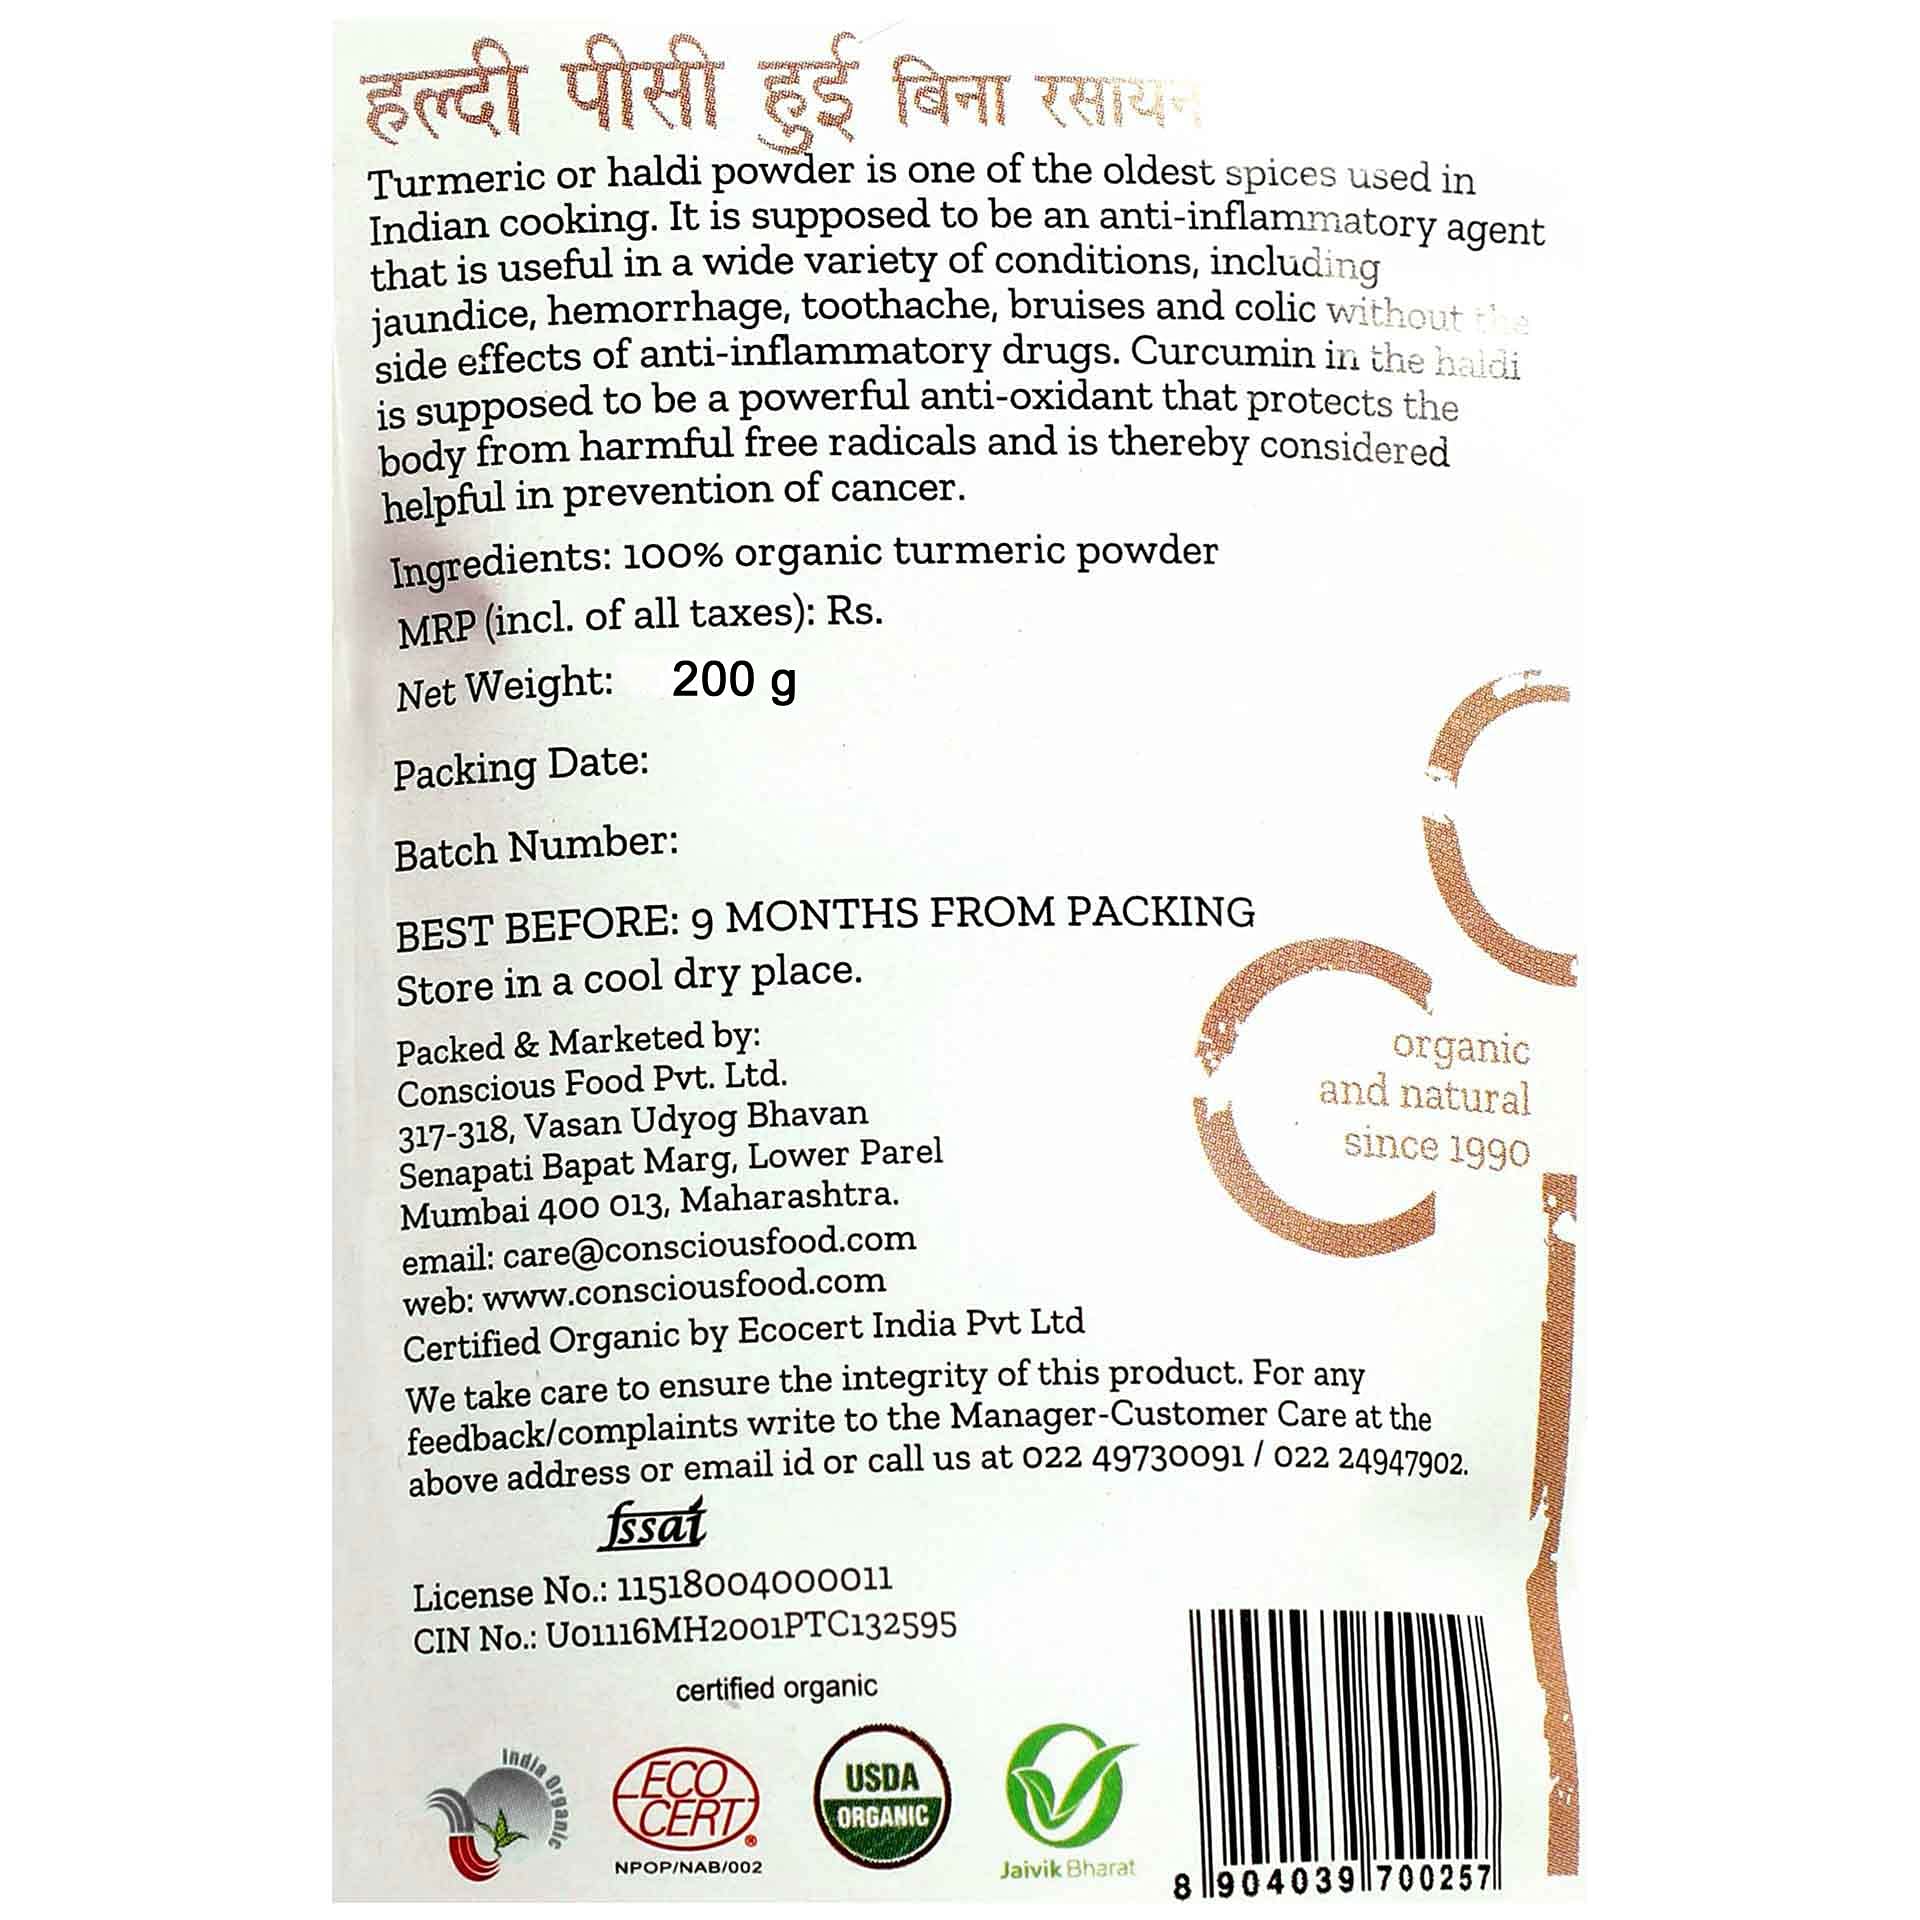 हल्दी पीसी हुई बिना रसायन
Turmeric or haldi powder is one of the oldest spices used in
Indian cooking. It is supposed to be an anti-inflammatory agent
that is useful in a wide variety of conditions, including
jaundice, hemorrhage, toothache, bruises and colic without the
side effects of anti-inflammatory drugs. Curcumin in the haldi
is supposed to be a powerful anti-oxidant that protects the
body from harmful free radicals and is thereby considered
helpful in prevention of cancer.
Ingredients: 100% organic turmeric powder
MRP (incl. of all taxes): Rs.
Net Weight: 200 g
Packing Date:
Batch Number:
BEST BEFORE: 9 MONTHS FROM PACKING
Store in a cool dry place.
Packed & Marketed by:
Conscious Food Pvt. Ltd.
317-318, Vasan Udyog Bhavan
Senapati Bapat Marg, Lower Parel
Mumbai 400 013, Maharashtra.
email: care@consciousfood.com
web: www.consciousfood.com
Certified Organic by Ecocert India Pvt Ltd
We take care to ensure the integrity of this product. For any
feedback/complaints write to the Manager-Customer Care at the
above address or email id or call us at 022 49730091 / 022 24947902.
organic
and natural
since 1990
fssai
License No.: 11518004000011
CIN No.: U01116MH2001PTC132595
certified organic
India Organic
ECO
CERT
®
NPOP/NAB/002
USDA
ORGANIC
Jaivik Bharat
8 904039 700257